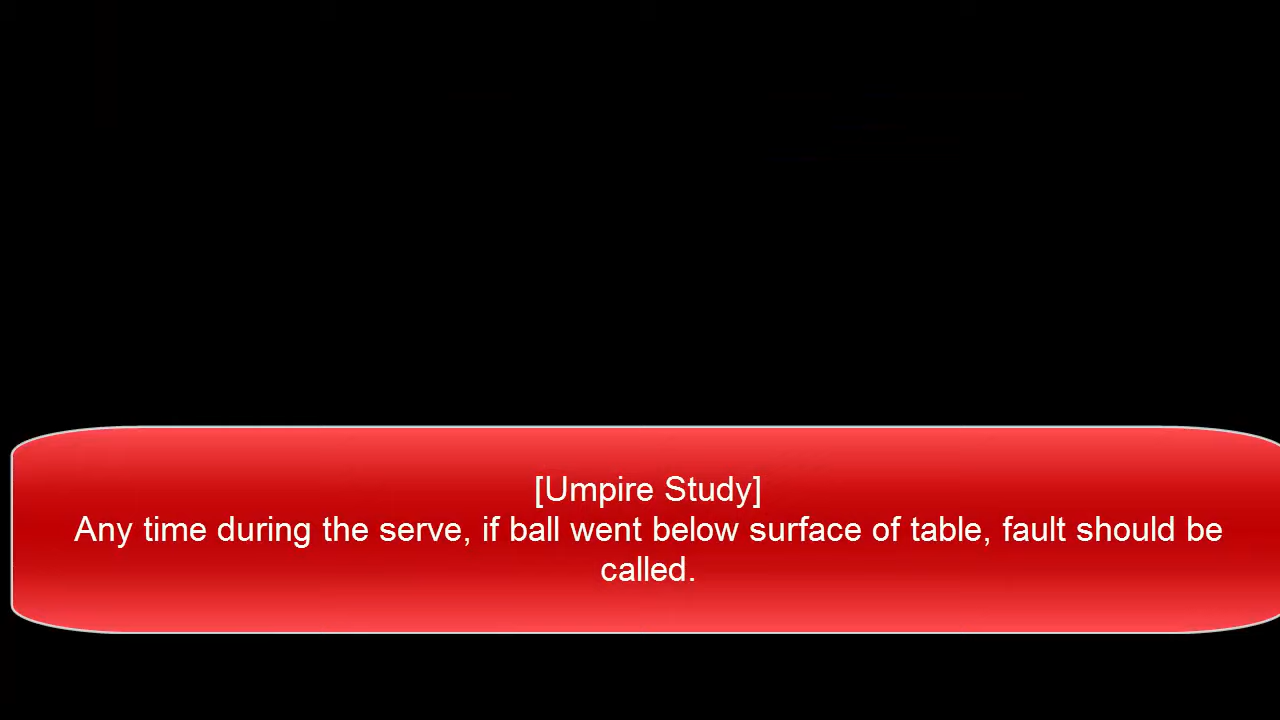 [Umpire Study]
Any time during the serve, if ball went below surface of table, fault should be
called.